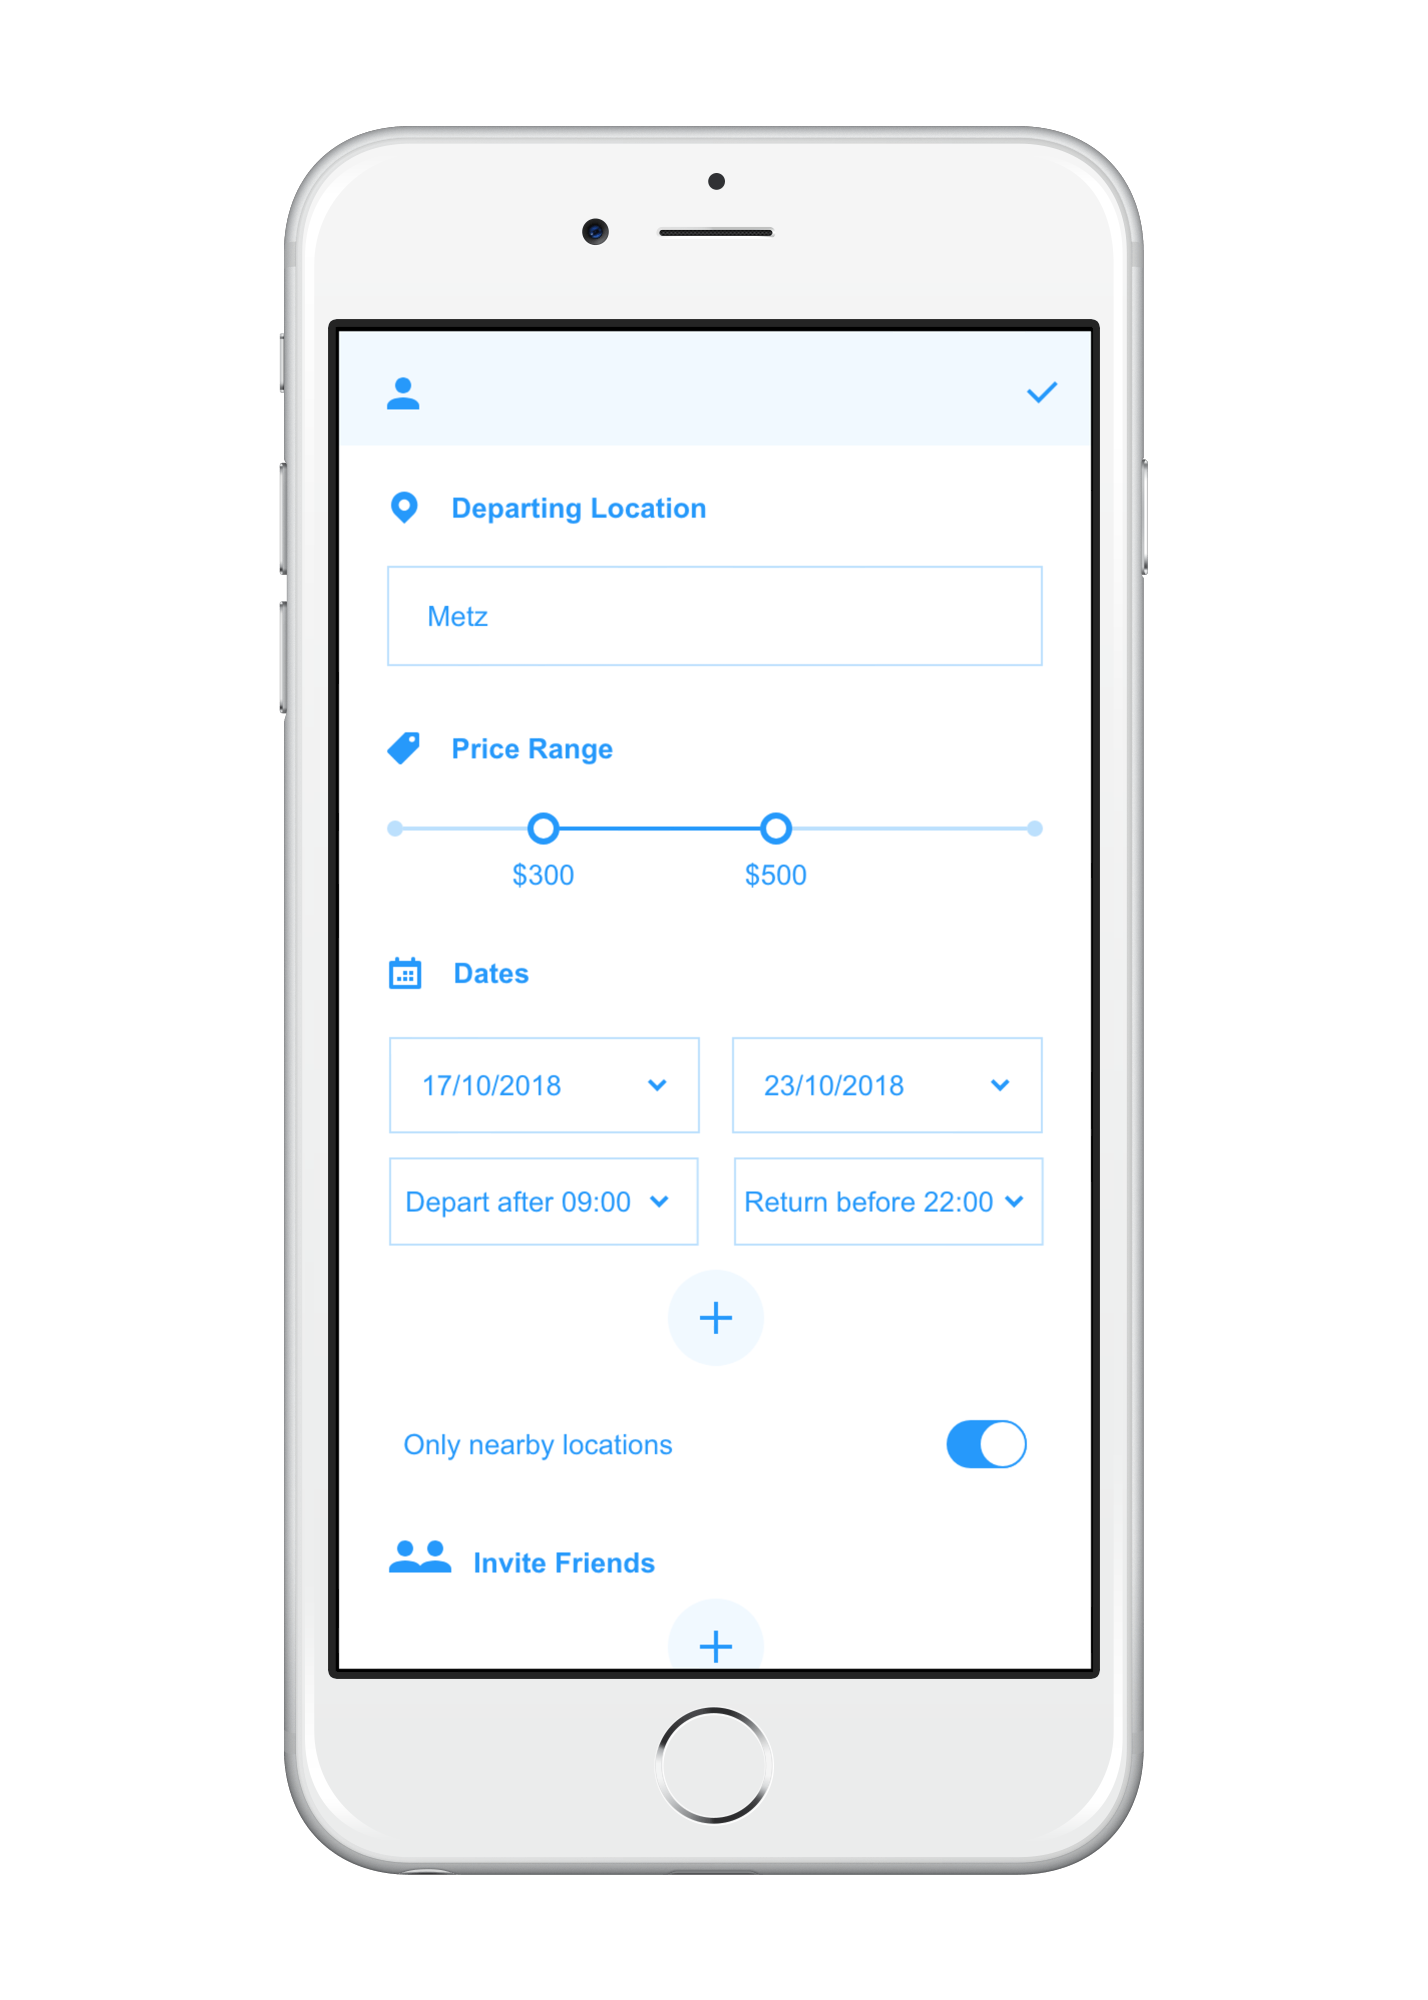 Departing Location
Metz
Price Range
$300 $500
Dates
17/10/2018 23/10/2018
Depart after 09:00 Return before 22:00
Only nearby locations
Invite Friends